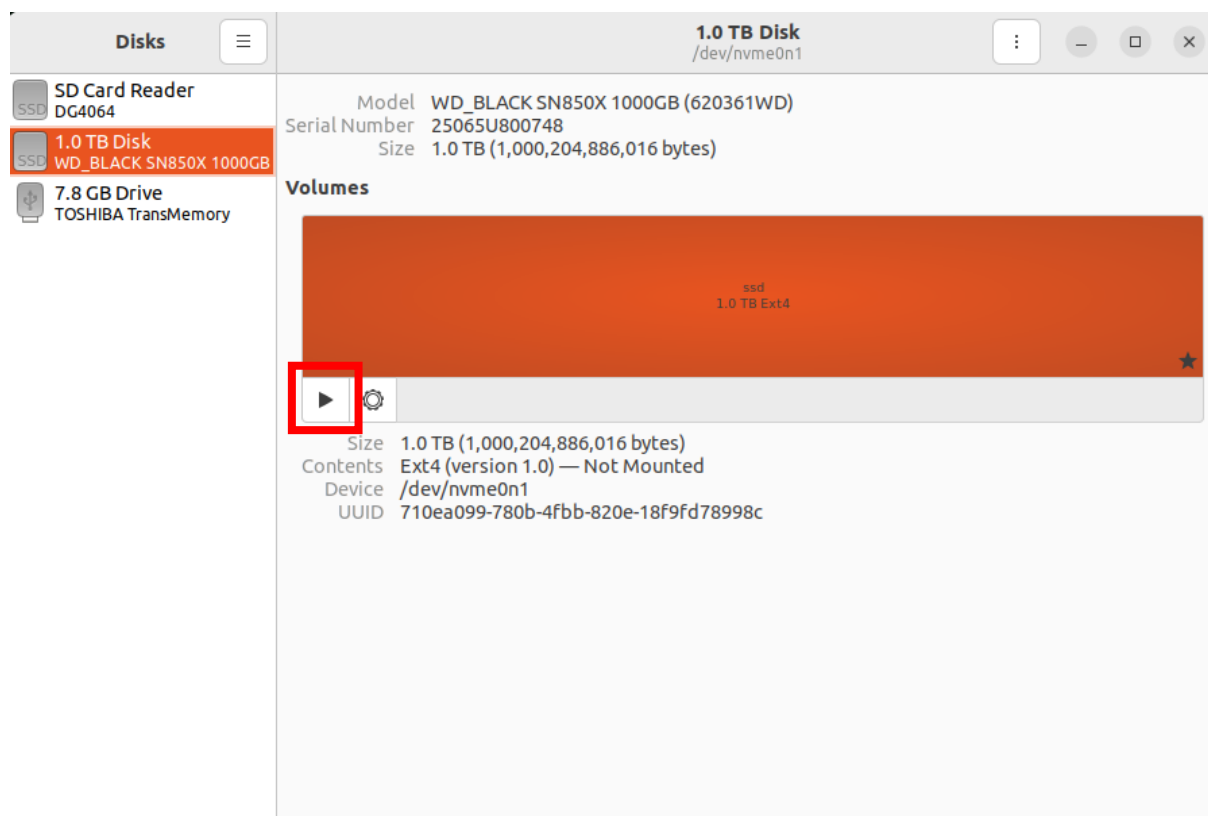 Disks
1.0 TB Disk
/dev/nvme0n1
SSD
SD Card Reader
DG4064
SSD
1.0 TB Disk
WD_BLACK SN850X 1000GB
7.8 GB Drive
TOSHIBA TransMemory
Model WD_BLACK SN850X 1000GB (620361WD)
Serial Number 25065U800748
Size 1.0 TB (1,000,204,886,016 bytes)
Volumes
ssd
1.0 TB Ext4
Size 1.0 TB (1,000,204,886,016 bytes)
Contents Ext4 (version 1.0) — Not Mounted
Device /dev/nvme0n1
UUID 710ea099-780b-4fbb-820e-18f9fd78998c